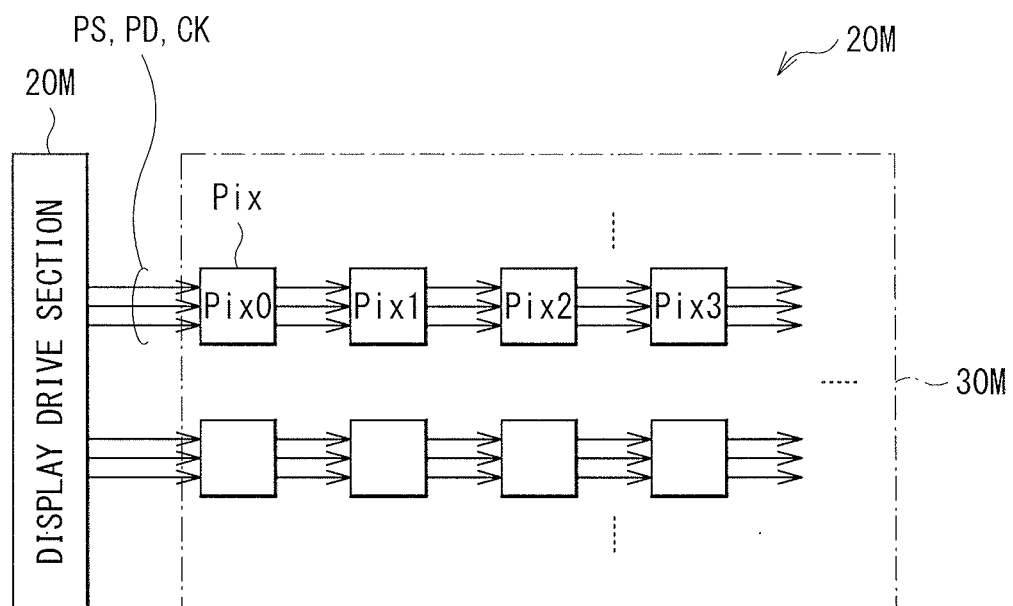 PS, PD, CK
20M
20M
Pix
Pix0 Pix1 Pix2 Pix3
30M
DISPLAY DRIVE SECTION